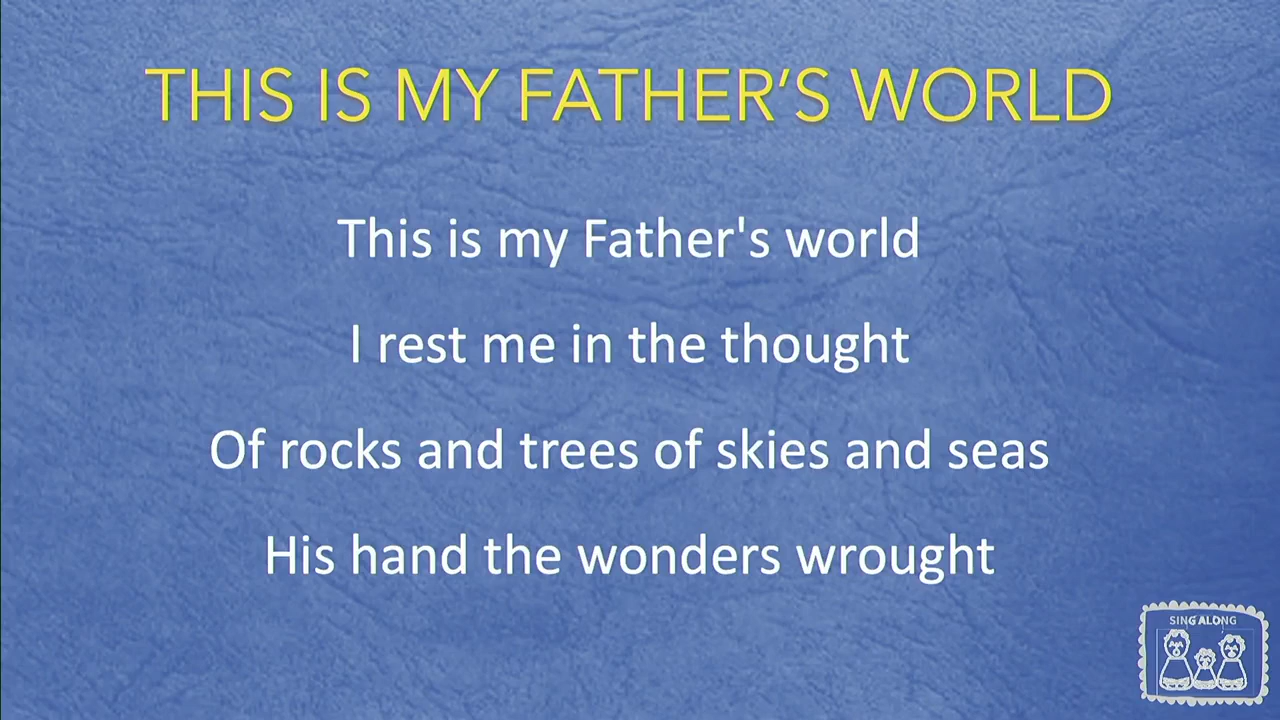 THIS IS MY FATHER’S WORLD
This is my Father's world
I rest me in the thought
Of rocks and trees of skies and seas
His hand the wonders wrought
SING ALONG